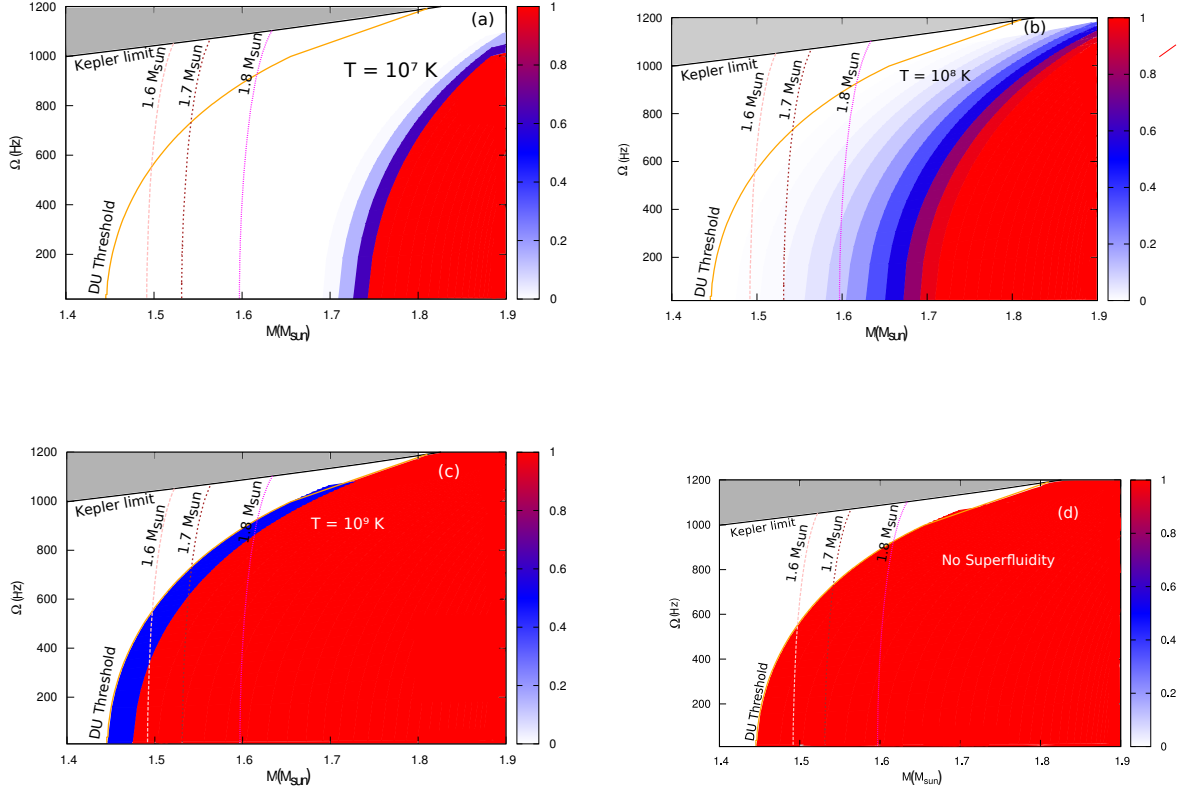 1200
1000
800
600
400
200
Ω (Hz)
1.4
1.5
1.6
1.7
1.8
1.9
M(Msun)
Kepler limit
DU Threshold
1.6 Msun
1.7 Msun
1.8 Msun
T = 10⁷ K
(a)
1
0.8
0.6
0.4
0.2
0
1200
1000
800
600
400
200
Ω (Hz)
1.4
1.5
1.6
1.7
1.8
1.9
M(Msun)
Kepler limit
DU Threshold
1.6 Msun
1.7 Msun
1.8 Msun
T = 10⁸ K
(b)
1
0.8
0.6
0.4
0.2
0
1200
1000
800
600
400
200
Ω (Hz)
1.4
1.5
1.6
1.7
1.8
1.9
M(Msun)
Kepler limit
DU Threshold
1.6 Msun
1.7 Msun
1.8 Msun
T = 10⁹ K
(c)
1
0.8
0.6
0.4
0.2
0
1200
1000
800
600
400
200
Ω (Hz)
1.4
1.5
1.6
1.7
1.8
1.9
M(Msun)
Kepler limit
DU Threshold
1.6 Msun
1.7 Msun
1.8 Msun
No Superfluidity
(d)
1
0.8
0.6
0.4
0.2
0